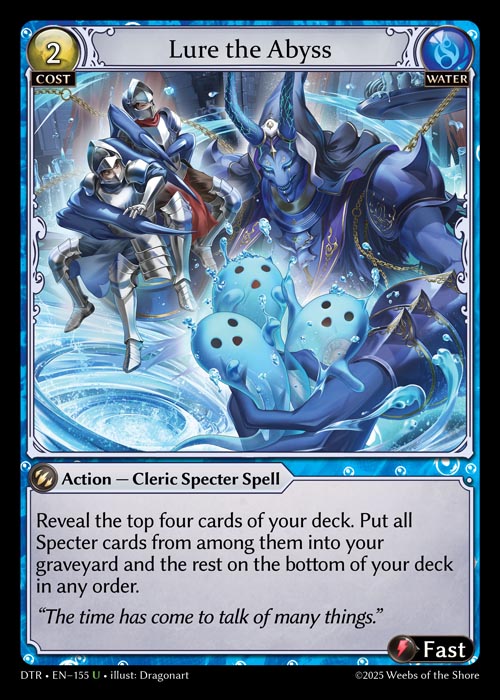 2
Lure the Abyss
COST
WATER
Action — Cleric Specter Spell
Reveal the top four cards of your deck. Put all
Specter cards from among them into your
graveyard and the rest on the bottom of your deck
in any order.
“The time has come to talk of many things.”
Fast
DTR • EN–155 U • illust: Dragonart
©2025 Weebs of the Shore